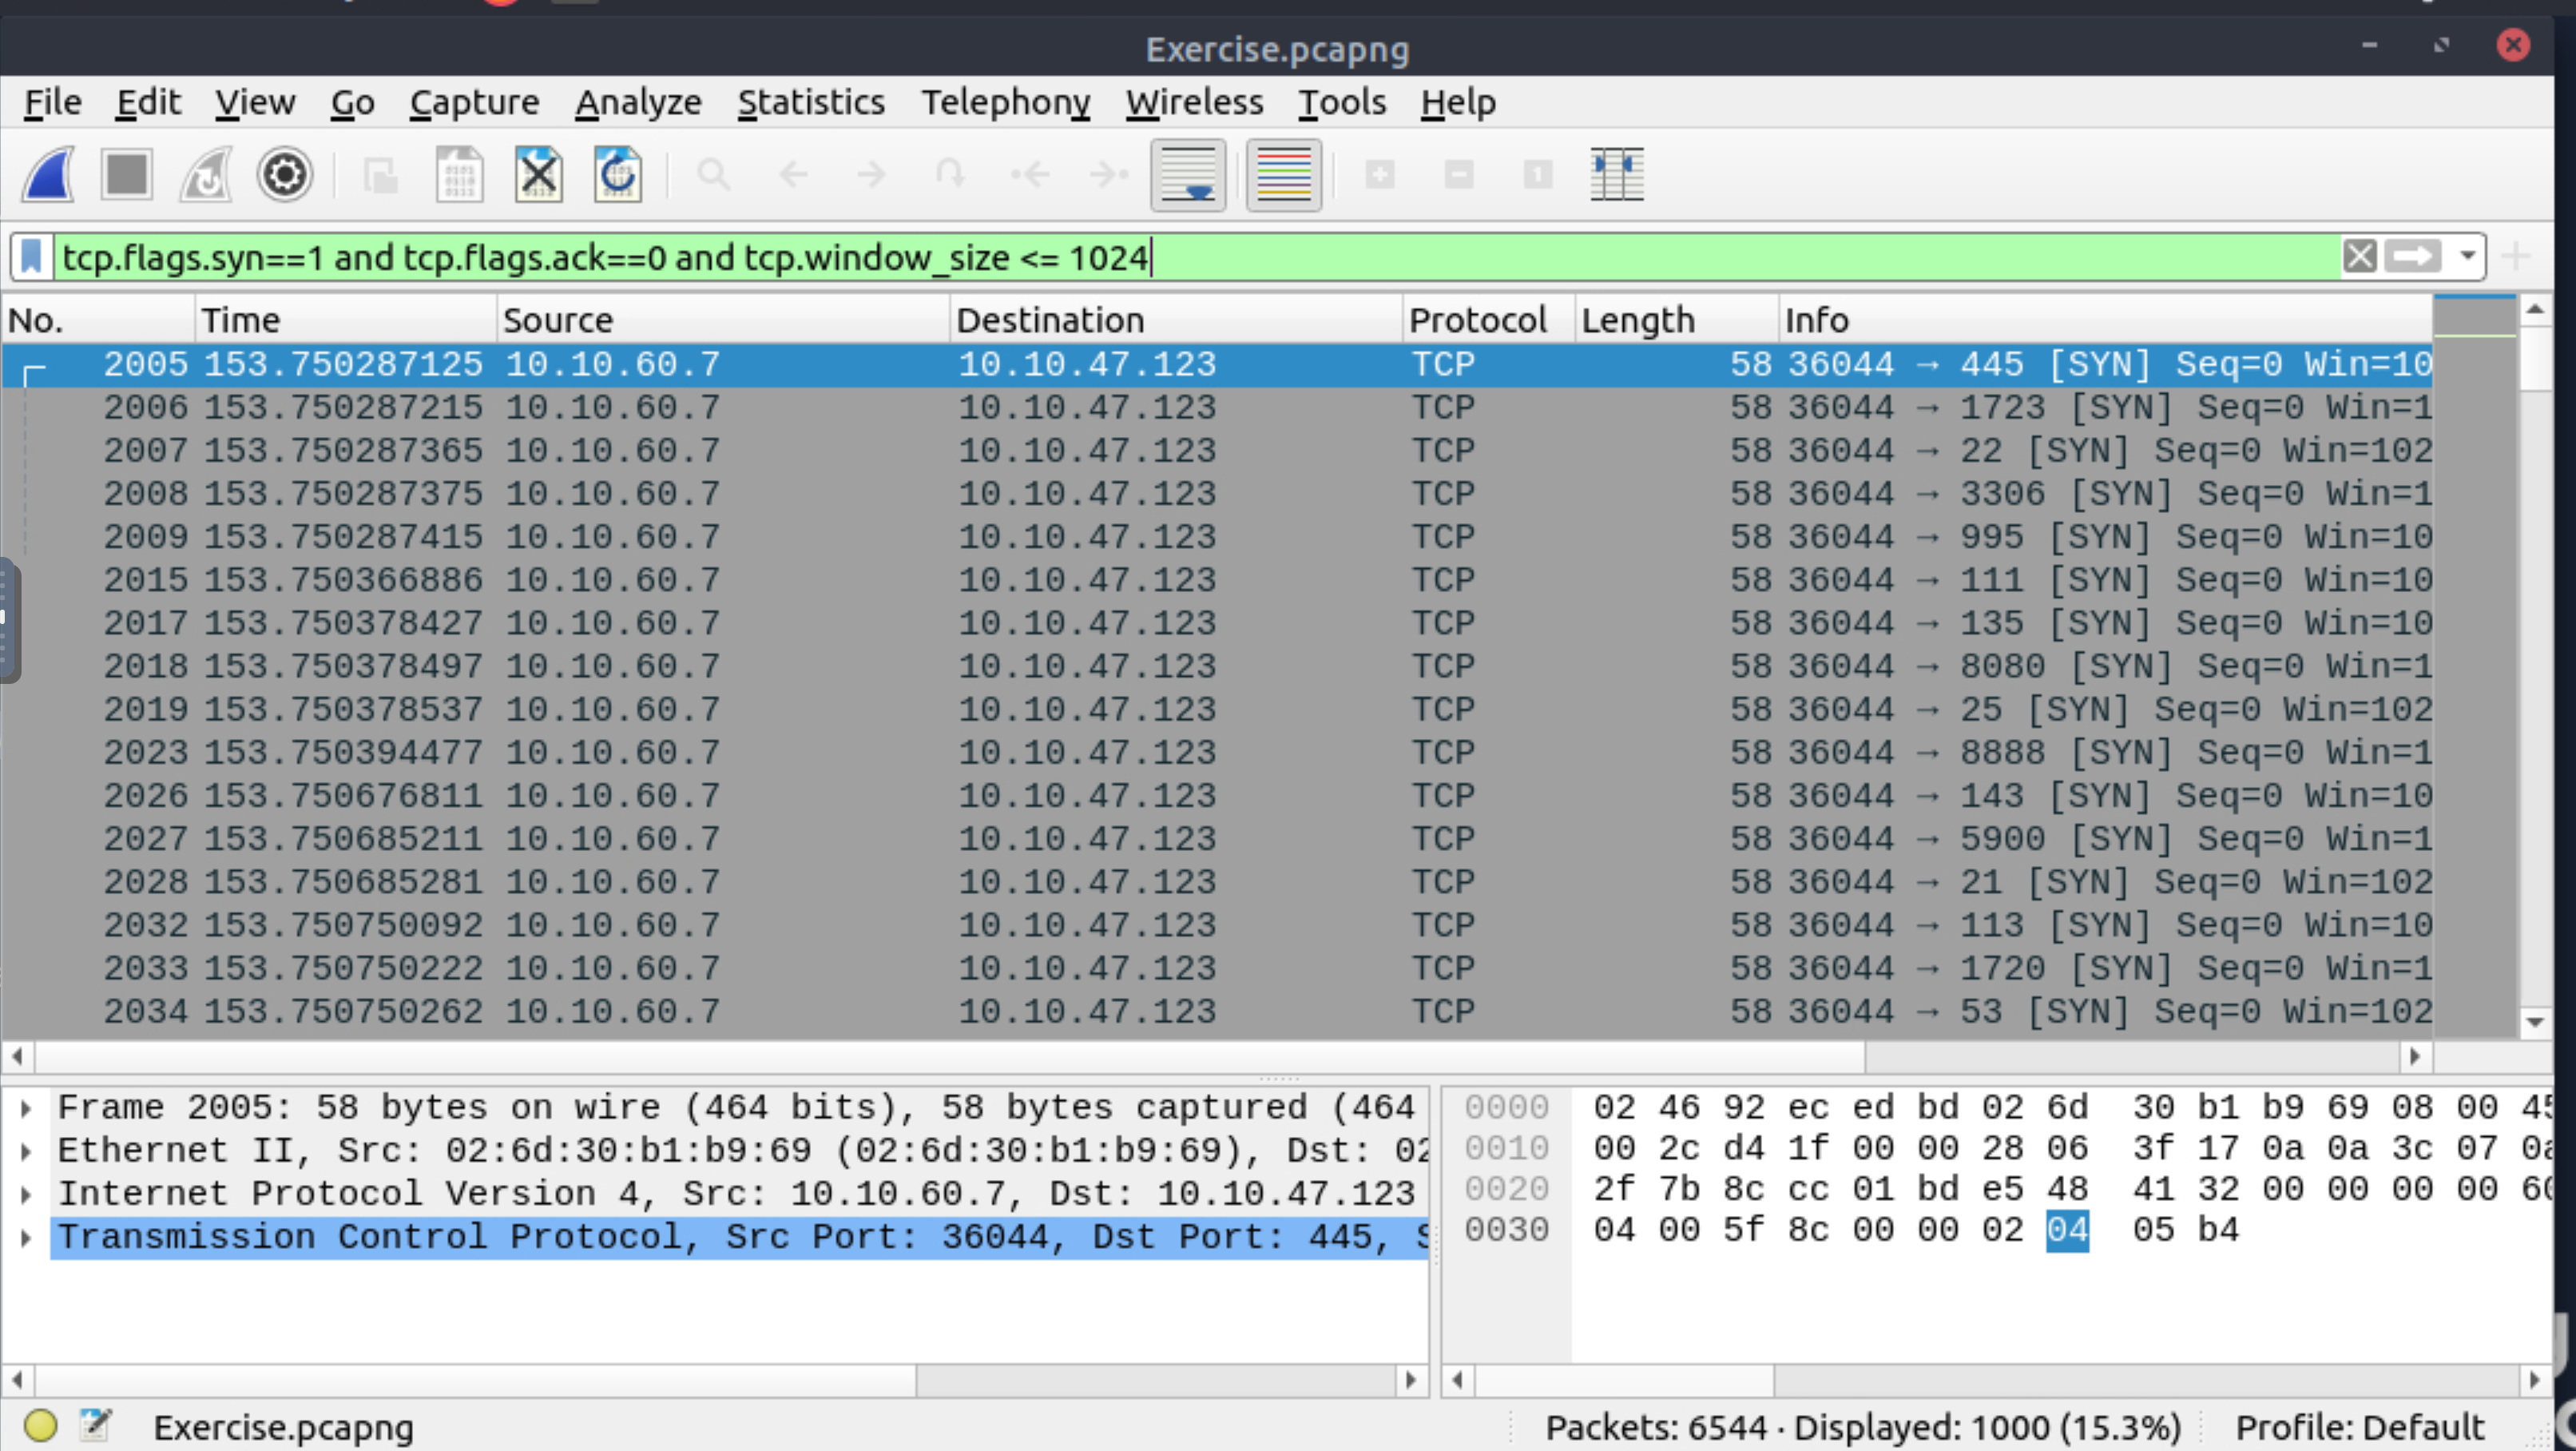 Exercise.pcapng
File Edit View Go Capture Analyze Statistics Telephony Wireless Tools Help
tcp.flags.syn==1 and tcp.flags.ack==0 and tcp.window_size <= 1024
No. Time Source Destination Protocol Length Info
2005 153.750287125 10.10.60.7 10.10.47.123 TCP 58 36044 → 445 [SYN] Seq=0 Win=10
2006 153.750287215 10.10.60.7 10.10.47.123 TCP 58 36044 → 1723 [SYN] Seq=0 Win=1
2007 153.750287365 10.10.60.7 10.10.47.123 TCP 58 36044 → 22 [SYN] Seq=0 Win=102
2008 153.750287375 10.10.60.7 10.10.47.123 TCP 58 36044 → 3306 [SYN] Seq=0 Win=1
2009 153.750287415 10.10.60.7 10.10.47.123 TCP 58 36044 → 995 [SYN] Seq=0 Win=10
2015 153.750366886 10.10.60.7 10.10.47.123 TCP 58 36044 → 111 [SYN] Seq=0 Win=10
2017 153.750378427 10.10.60.7 10.10.47.123 TCP 58 36044 → 135 [SYN] Seq=0 Win=10
2018 153.750378497 10.10.60.7 10.10.47.123 TCP 58 36044 → 8080 [SYN] Seq=0 Win=1
2019 153.750378537 10.10.60.7 10.10.47.123 TCP 58 36044 → 25 [SYN] Seq=0 Win=102
2023 153.750394477 10.10.60.7 10.10.47.123 TCP 58 36044 → 8888 [SYN] Seq=0 Win=1
2026 153.750676811 10.10.60.7 10.10.47.123 TCP 58 36044 → 143 [SYN] Seq=0 Win=10
2027 153.750685211 10.10.60.7 10.10.47.123 TCP 58 36044 → 5900 [SYN] Seq=0 Win=1
2028 153.750685281 10.10.60.7 10.10.47.123 TCP 58 36044 → 21 [SYN] Seq=0 Win=102
2032 153.750750092 10.10.60.7 10.10.47.123 TCP 58 36044 → 113 [SYN] Seq=0 Win=10
2033 153.750750222 10.10.60.7 10.10.47.123 TCP 58 36044 → 1720 [SYN] Seq=0 Win=1
2034 153.750750262 10.10.60.7 10.10.47.123 TCP 58 36044 → 53 [SYN] Seq=0 Win=102
Frame 2005: 58 bytes on wire (464 bits), 58 bytes captured (464
Ethernet II, Src: 02:6d:30:b1:b9:69 (02:6d:30:b1:b9:69), Dst: 02
Internet Protocol Version 4, Src: 10.10.60.7, Dst: 10.10.47.123
Transmission Control Protocol, Src Port: 36044, Dst Port: 445, S
0000 02 46 92 ec ed bd 02 6d 30 b1 b9 69 08 00 45
0010 00 2c d4 1f 00 00 28 06 3f 17 0a 0a 3c 07 0a
0020 2f 7b 8c cc 01 bd e5 48 41 32 00 00 00 00 60
0030 04 00 5f 8c 00 00 02 04 05 b4
Exercise.pcapng
Packets: 6544 · Displayed: 1000 (15.3%)
Profile: Default